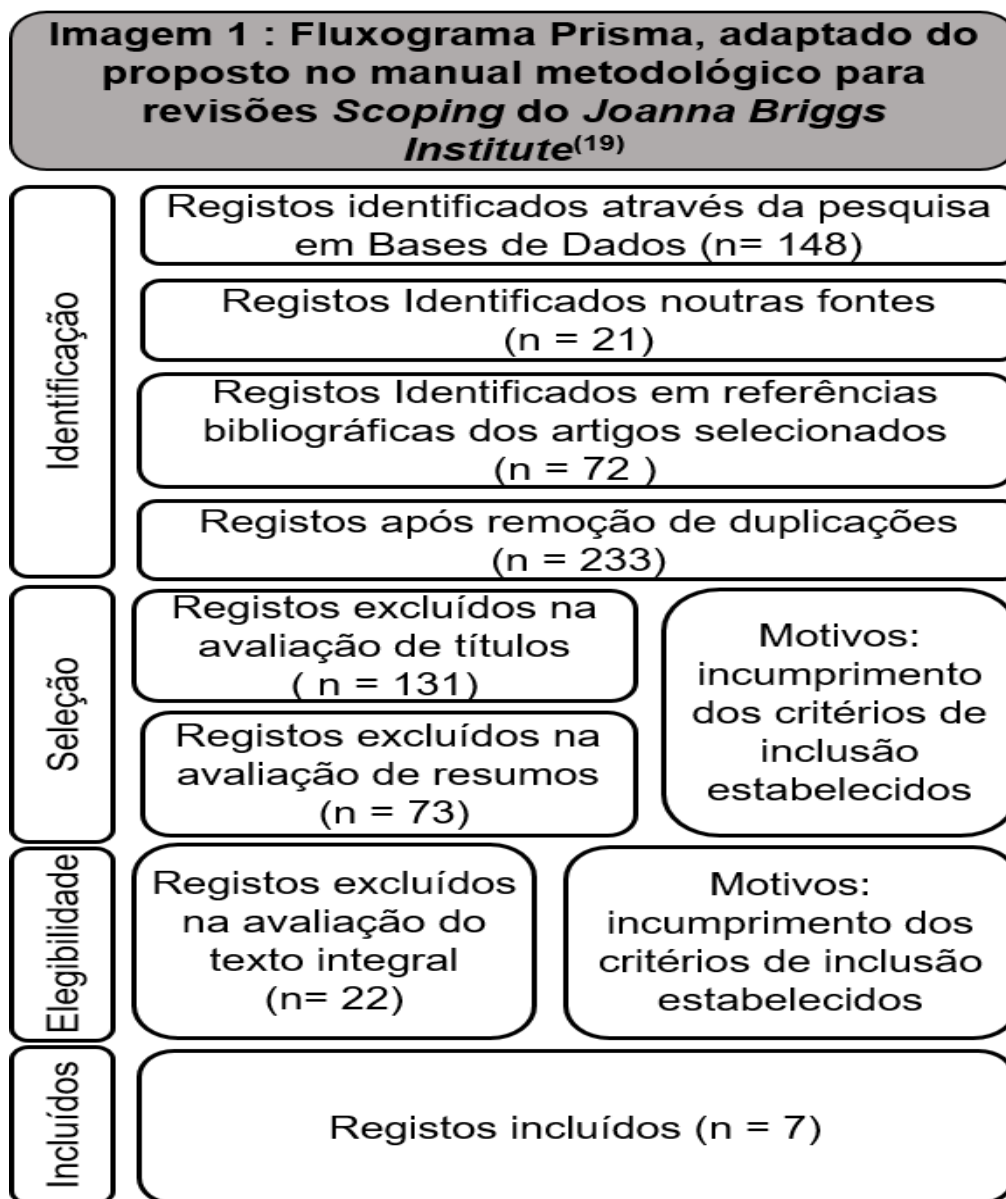 Imagem 1 : Fluxograma Prisma, adaptado do
proposto no manual metodológico para
revisões Scoping do Joanna Briggs
Institute(19)
Identificação
Registos identificados através da pesquisa
em Bases de Dados (n= 148)
Registos Identificados noutras fontes
(n = 21)
Registos Identificados em referências
bibliográficas dos artigos selecionados
(n = 72 )
Registos após remoção de duplicações
(n = 233)
Seleção
Registos excluídos na
avaliação de títulos
( n = 131)
Registos excluídos na
avaliação de resumos
(n = 73)
Motivos:
incumprimento
dos critérios de
inclusão
estabelecidos
Elegibilidade
Registos excluídos
na avaliação do
texto integral
(n= 22)
Motivos:
incumprimento dos
critérios de inclusão
estabelecidos
Incluídos
Registos incluídos (n = 7)